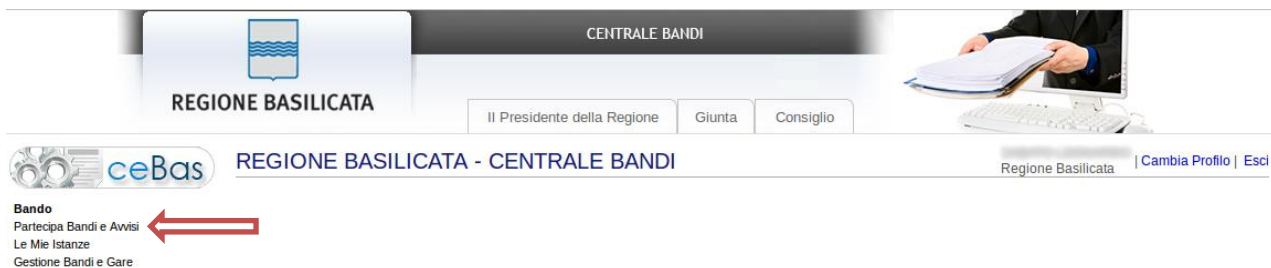 CENTRALE BANDI
REGIONE BASILICATA
Il Presidente della Regione
Giunta
Consiglio
ceBas
REGIONE BASILICATA - CENTRALE BANDI
Regione Basilicata
| Cambia Profilo | Esci
Bando
Partecipa Bandi e Avvisi
Le Mie Istanze
Gestione Bandi e Gare